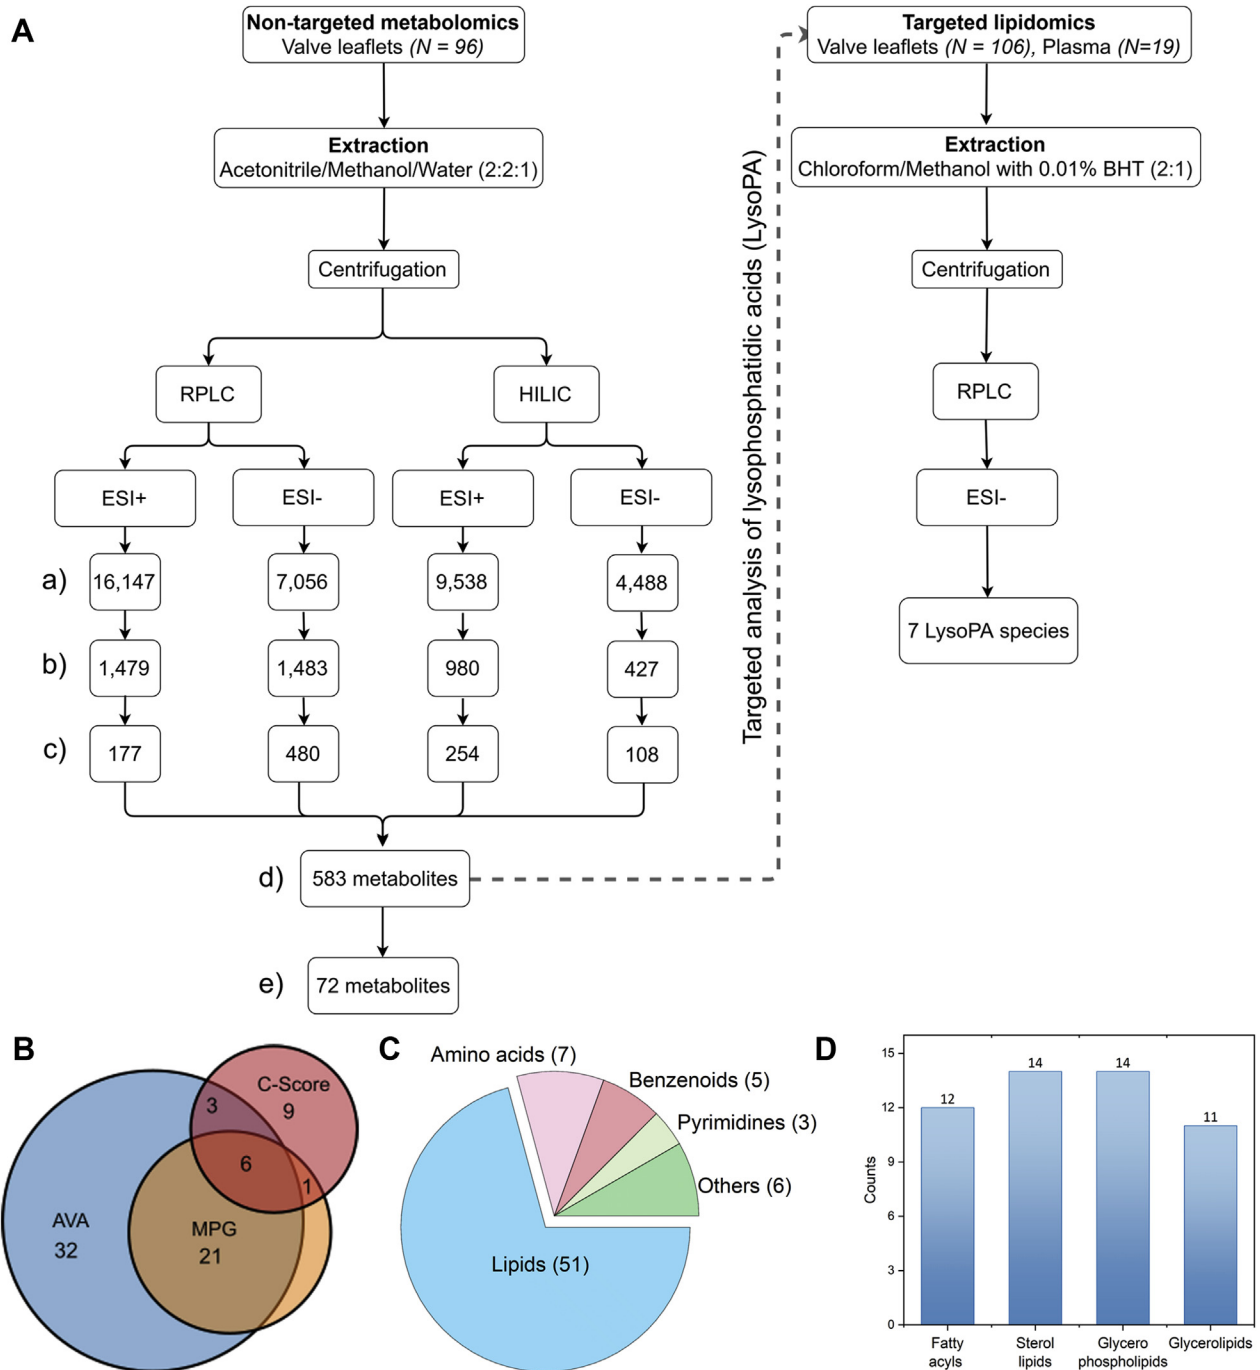 A
Non-targeted metabolomics
Valve leaflets (N = 96)
Extraction
Acetonitrile/Methanol/Water (2:2:1)
Centrifugation
RPLC
HILIC
ESI+
ESI-
ESI+
ESI-
a)
16,147
7,056
9,538
4,488
b)
1,479
1,483
980
427
c)
177
480
254
108
d)
583 metabolites
e)
72 metabolites
Targeted analysis of lysophosphatidic acids (LysoPA)
Targeted lipidomics
Valve leaflets (N = 106), Plasma (N=19)
Extraction
Chloroform/Methanol with 0.01% BHT (2:1)
Centrifugation
RPLC
ESI-
7 LysoPA species
B
C-Score
9
3
6
1
AVA
32
MPG
21
C
Amino acids (7)
Benzenoids (5)
Pyrimidines (3)
Others (6)
Lipids (51)
D
Counts
15
12
9
6
3
0
12
14
14
11
Fatty
acyls
Sterol
lipids
Glycero
phospholipids
Glycerolipids